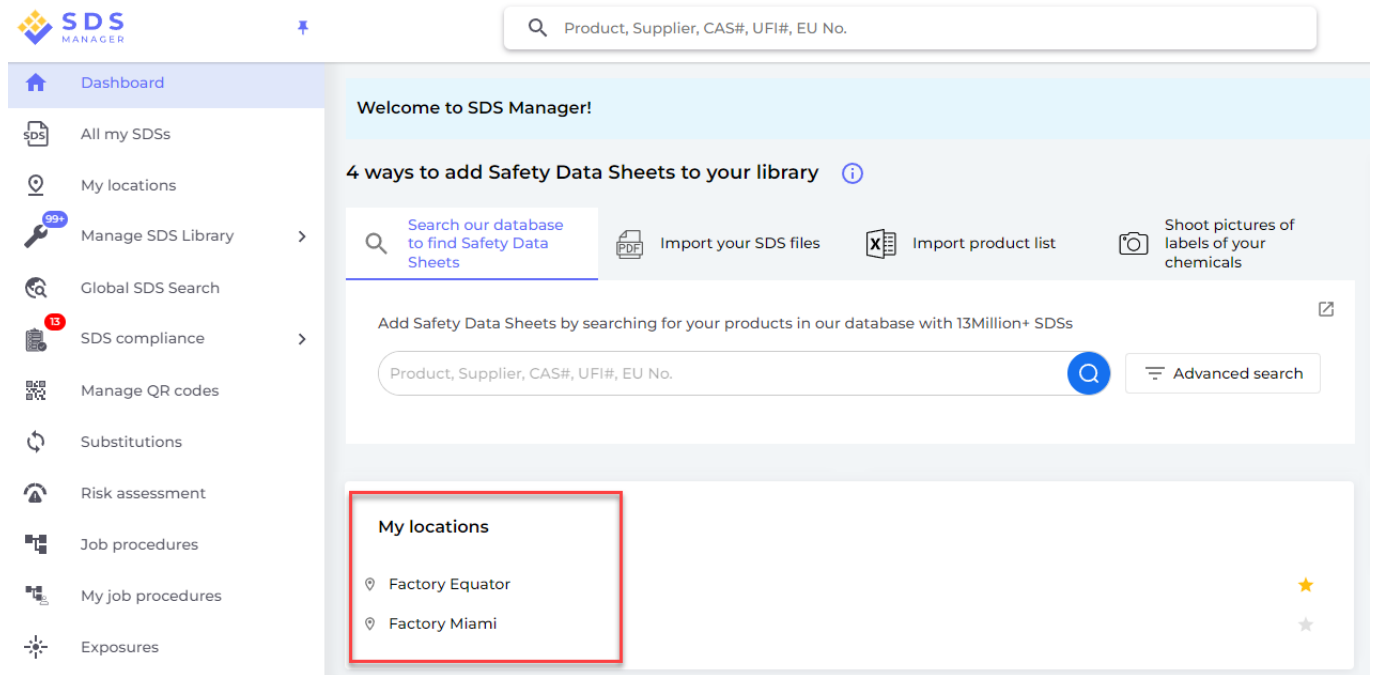 SDS
MANAGER
Product, Supplier, CAS#, UFI#, EU No.
Dashboard
SDS
All my SDSs
My locations
99+
Manage SDS Library
Global SDS Search
13
SDS compliance
Manage QR codes
Substitutions
Risk assessment
Job procedures
My job procedures
Exposures
Welcome to SDS Manager!
4 ways to add Safety Data Sheets to your library
Search our database
to find Safety Data
Sheets
PDF
Import your SDS files
X
Import product list
Shoot pictures of
labels of your
chemicals
Add Safety Data Sheets by searching for your products in our database with 13Million+ SDSs
Product, Supplier, CAS#, UFI#, EU No.
Advanced search
My locations
Factory Equator
Factory Miami